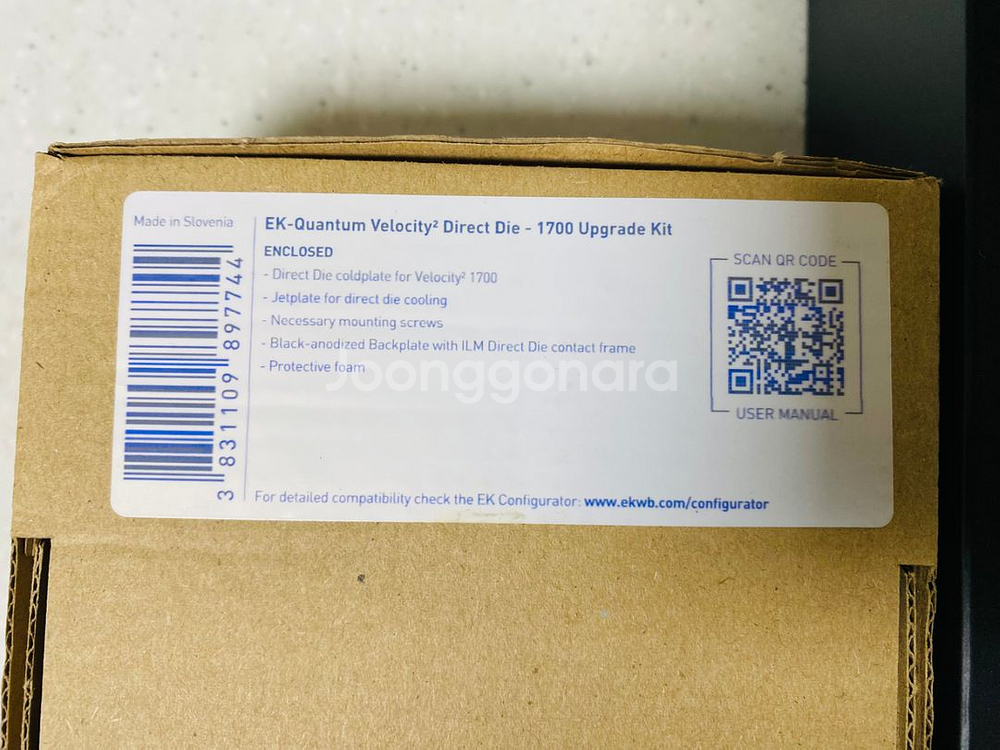 Made in Slovenia
3 831109 897744
EK-Quantum Velocity² Direct Die - 1700 Upgrade Kit
ENCLOSED
- Direct Die coldplate for Velocity² 1700
- Jetplate for direct die cooling
- Necessary mounting screws
- Black-anodized Backplate with ILM Direct Die contact frame
- Protective foam
Joonggonara
For detailed compatibility check the EK Configurator: www.ekwb.com/configurator
SCAN QR CODE
USER MANUAL